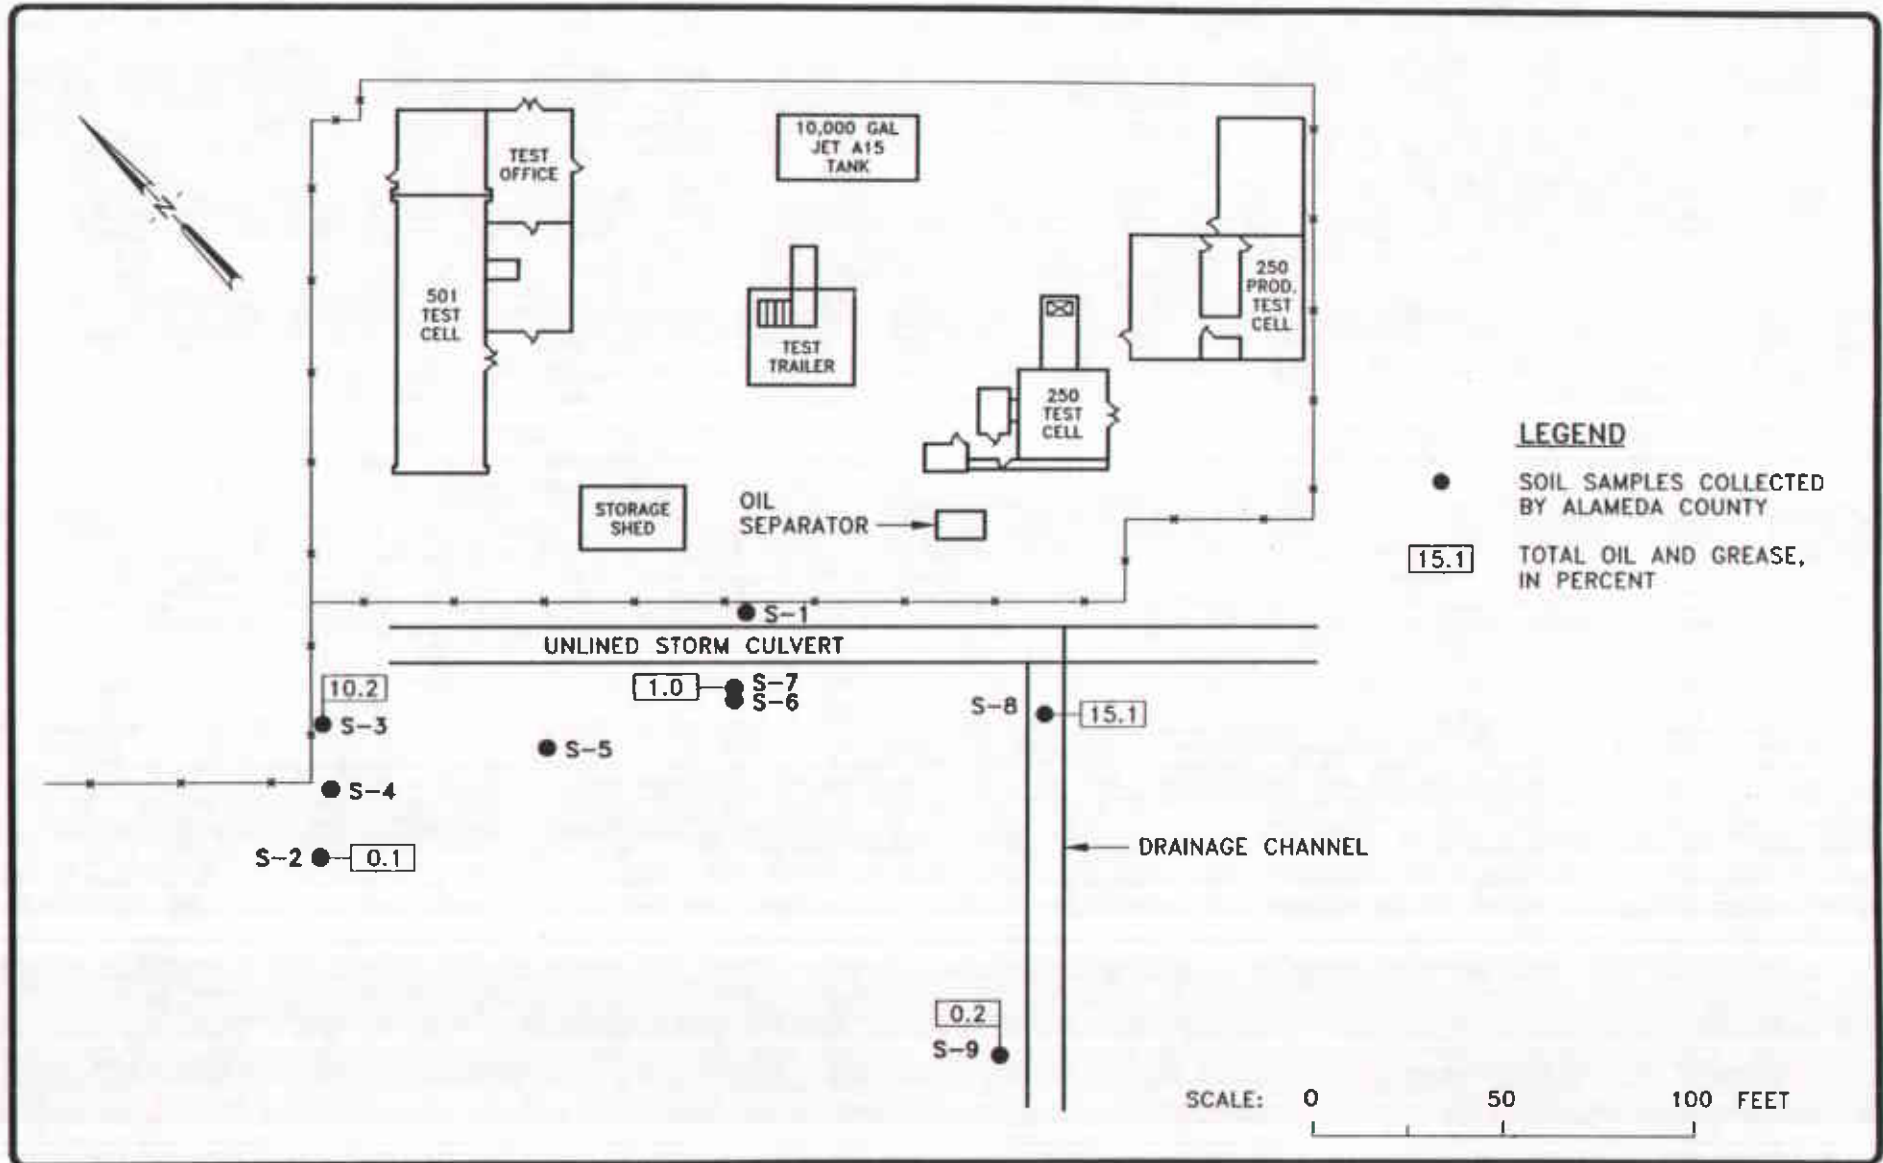 10,000 GAL
JET A15
TANK
TEST
OFFICE
N
501
TEST
CELL
TEST
TRAILER
250
PROD.
TEST
CELL
250
TEST
CELL
STORAGE
SHED
OIL
SEPARATOR
LEGEND
SOIL SAMPLES COLLECTED
BY ALAMEDA COUNTY
15.1 TOTAL OIL AND GREASE,
IN PERCENT
S-1
UNLINED STORM CULVERT
10.2
S-3
1.0 S-7
S-6
S-8 15.1
S-5
S-4
S-2 0.1
DRAINAGE CHANNEL
0.2
S-9
SCALE: 0 50 100 FEET